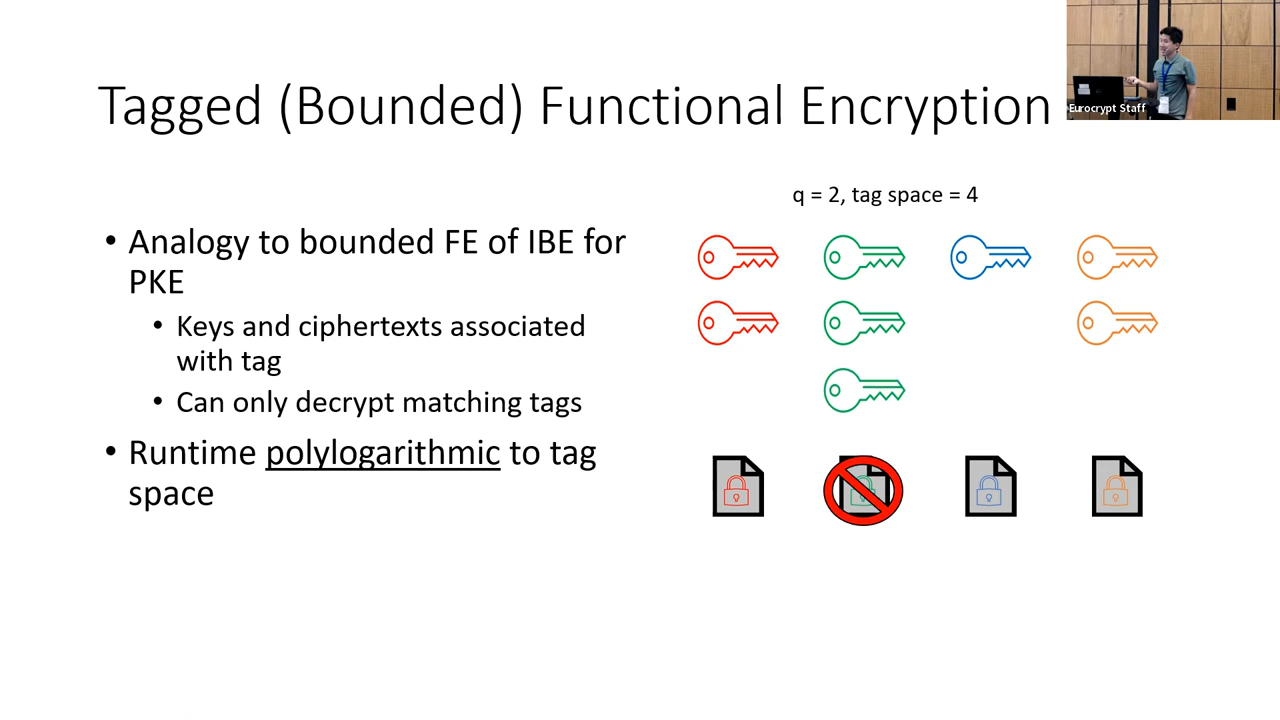 Tagged (Bounded) Functional Encryption
Eurocrypt Staff
q = 2, tag space = 4
• Analogy to bounded FE of IBE for
PKE
• Keys and ciphertexts associated
with tag
• Can only decrypt matching tags
• Runtime polylogarithmic to tag
space